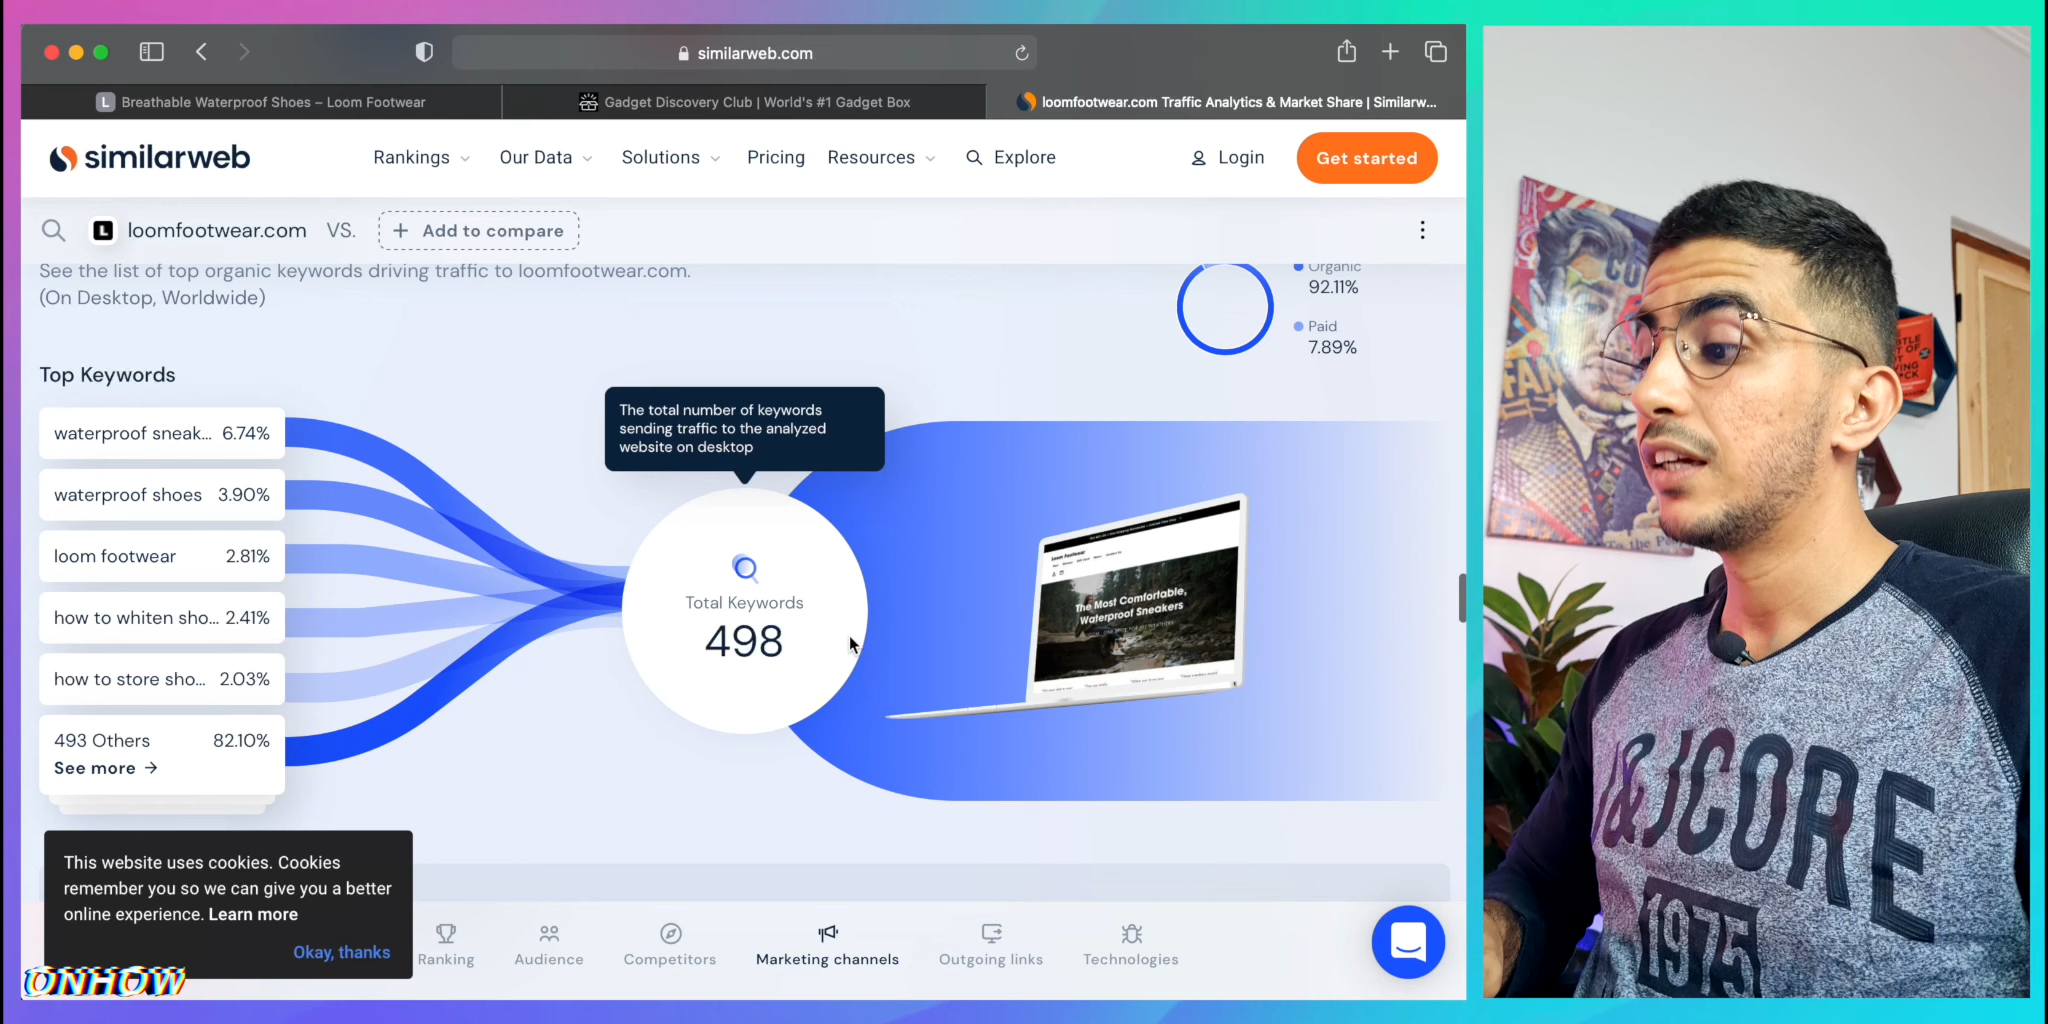 similarweb.com
L Breathable Waterproof Shoes – Loom Footwear
Gadget Discovery Club | World's #1 Gadget Box
loomfootwear.com Traffic Analytics & Market Share | Similarw...
similarweb
Rankings
Our Data
Solutions
Pricing
Resources
Explore
Login
Get started
L loomfootwear.com VS. + Add to compare
See the list of top organic keywords driving traffic to loomfootwear.com.
(On Desktop, Worldwide)
Organic
92.11%
Paid
7.89%
Top Keywords
waterproof sneak... 6.74%
waterproof shoes 3.90%
loom footwear 2.81%
how to whiten sho... 2.41%
how to store sho... 2.03%
493 Others 82.10%
See more →
The total number of keywords
sending traffic to the analyzed
website on desktop
Total Keywords
498
Loom Footwear
The Most Comfortable,
Waterproof Sneakers
This website uses cookies. Cookies
remember you so we can give you a better
online experience. Learn more
Okay, thanks
Ranking
Audience
Competitors
Marketing channels
Outgoing links
Technologies
ONHOW
J&JCORE
1975